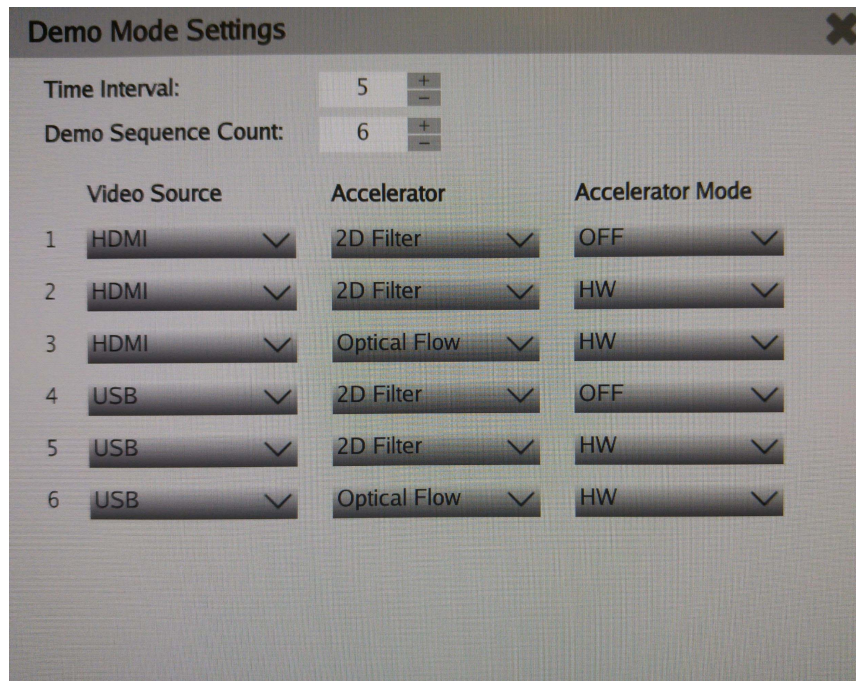 Demo Mode Settings
Time Interval: 5 + −
Demo Sequence Count: 6 + −
Video Source Accelerator Accelerator Mode
1 HDMI 2D Filter OFF
2 HDMI 2D Filter HW
3 HDMI Optical Flow HW
4 USB 2D Filter OFF
5 USB 2D Filter HW
6 USB Optical Flow HW